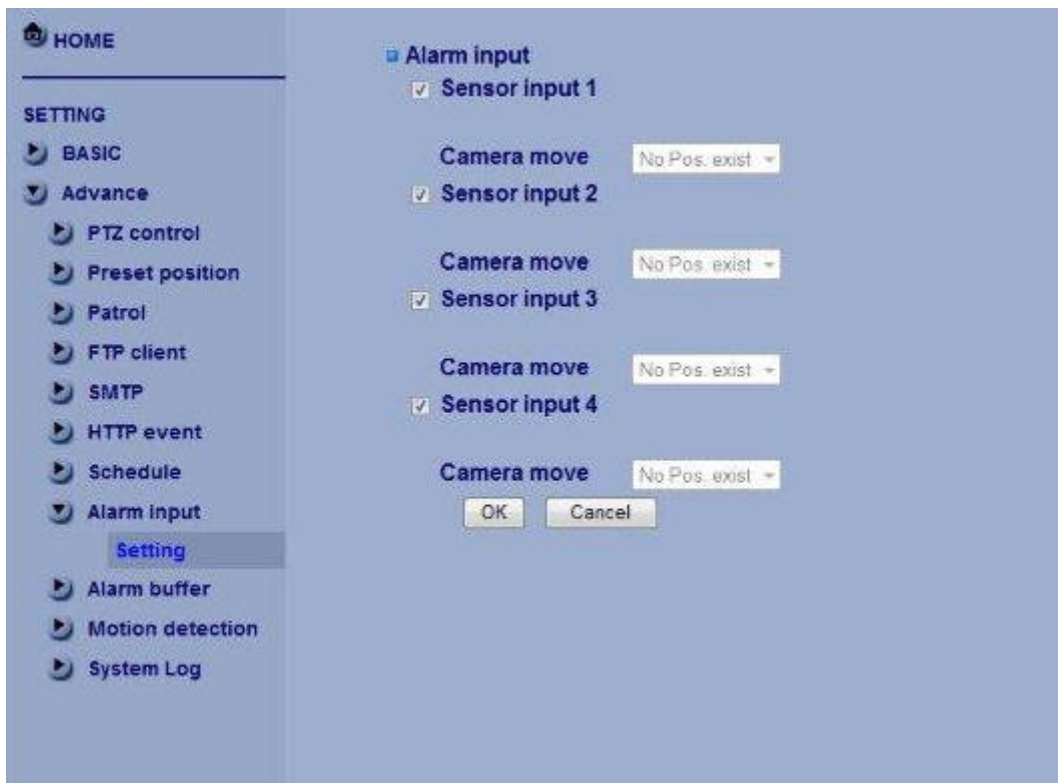 HOME
SETTING
BASIC
Advance
PTZ control
Preset position
Patrol
FTP client
SMTP
HTTP event
Schedule
Alarm input
Setting
Alarm buffer
Motion detection
System Log
Alarm input
Sensor input 1
Camera move No Pos. exist
Sensor input 2
Camera move No Pos. exist
Sensor input 3
Camera move No Pos. exist
Sensor input 4
Camera move No Pos. exist
OK Cancel